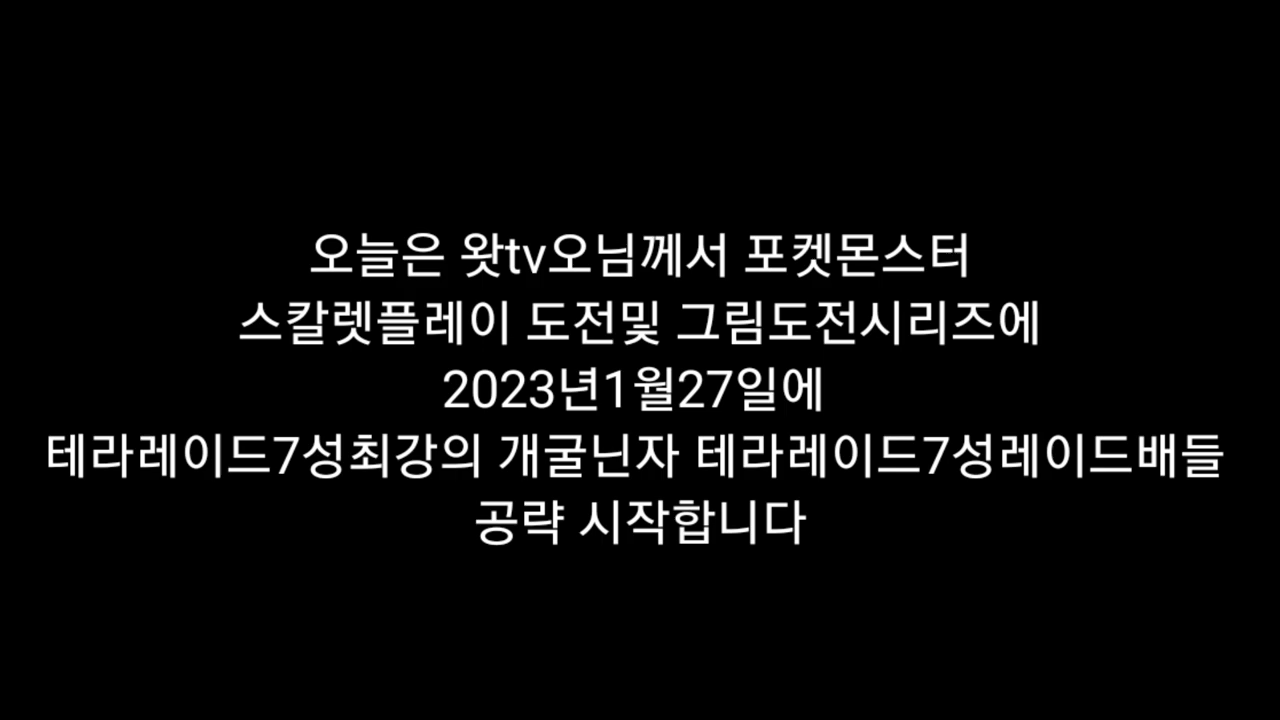 오늘은 왓tv오님께서 포켓몬스터
스칼렛플레이 도전및 그림도전시리즈에
2023년1월27일에
테라레이드7성최강의 개굴닌자 테라레이드7성레이드배들
공략 시작합니다